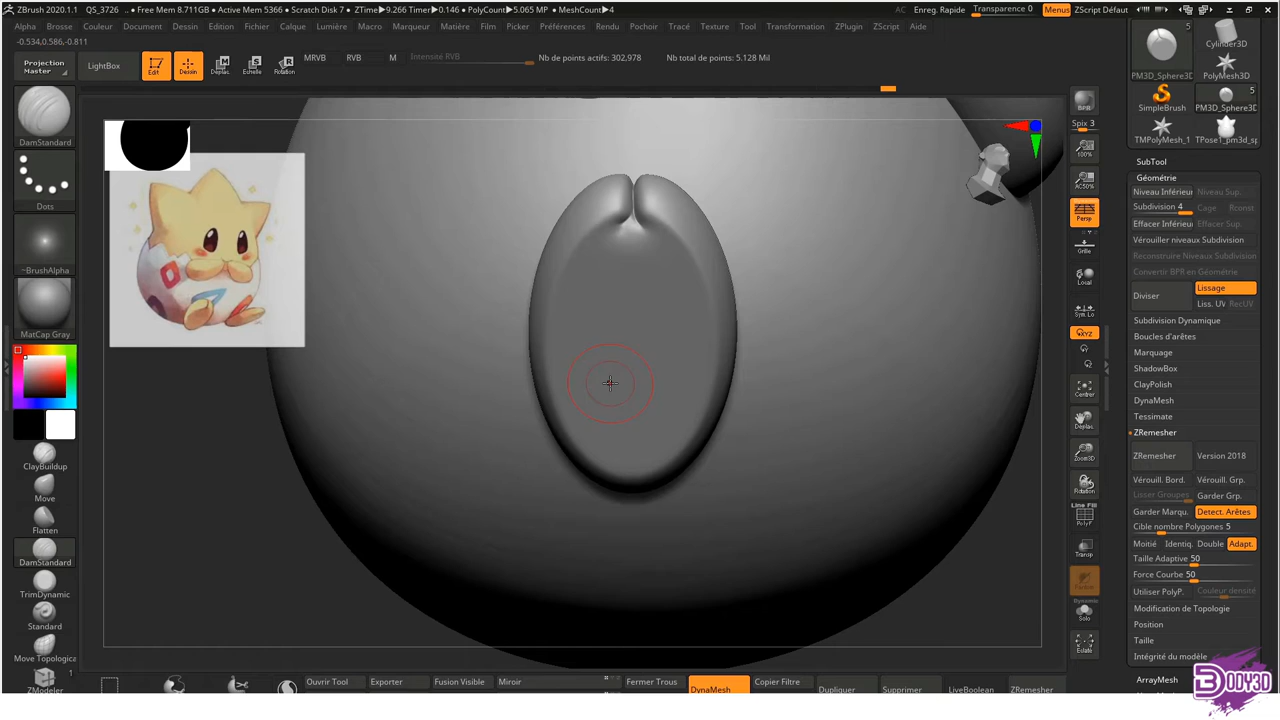 ZBrush 2020.1.1 QS_3726 .. • Free Mem 8.711GB • Active Mem 5366 • Scratch Disk 7 • ZTime▶9.266 Timer▶0.146 • PolyCount▶5.065 MP • MeshCount▶4 AC Enreg. Rapide Transparence 0 Menus ZScript Défaut
Alpha Brosse Couleur Document Dessin Edition Fichier Calque Lumière Macro Marqueur Matière Film Picker Préférences Rendu Pochoir Tracé Texture Tool Transformation ZPlugin ZScript Aide
-0.534,0.586,-0.811
Projection Master
LightBox
Edit
Dessin
Déplac.
Echelle
Rotation
MRVB RVB M Intensité RVB
Nb de points actifs: 302,978 Nb total de points: 5.128 Mil
DamStandard
Dots
~BrushAlpha
MatCap Gray
ClayBuildup
Move
Flatten
DamStandard
TrimDynamic
Standard
Move Topologica
ZModeler
1
BPR
Spix 3
100%
AC50%
Persp
Grille
Local
Sym.Lo
XYZ
Centrer
Déplac.
Zoom3D
Rotation
Line Fill
PolyF
Transp
Dynamic
Solo
Eclaté
5
PM3D_Sphere3D
Cylinder3D
PolyMesh3D
SimpleBrush
5
PM3D_Sphere3D
TMPolyMesh_1
TPose1_pm3d_sp
SubTool
Géométrie
Niveau Inférieur Niveau Sup.
Subdivision 4 Cage Rconst
Effacer Inférieur Effacer Sup.
Vérouiller niveaux Subdivision
Reconstruire Niveaux Subdivision
Convertir BPR en Géométrie
Diviser
Lissage
Liss. UV RecUV
Subdivision Dynamique
Boucles d'arêtes
Marquage
ShadowBox
ClayPolish
DynaMesh
Tessimate
ZRemesher
ZRemesher Version 2018
Vérouill. Bord. Vérouill. Grp.
Lisser Groupes Garder Grp.
Garder Marqu. Detect. Arêtes
Cible nombre Polygones 5
Moitié Identiq. Double Adapt.
Taille Adaptive 50
Force Courbe 50
Utiliser PolyP. Couleur densité
Modification de Topologie
Position
Taille
Intégrité du modèle
ArrayMesh
Ouvrir Tool Exporter Fusion Visible Miroir Fermer Trous DynaMesh Copier Filtre Dupliquer Supprimer LiveBoolean ZRemesher
BODY3D